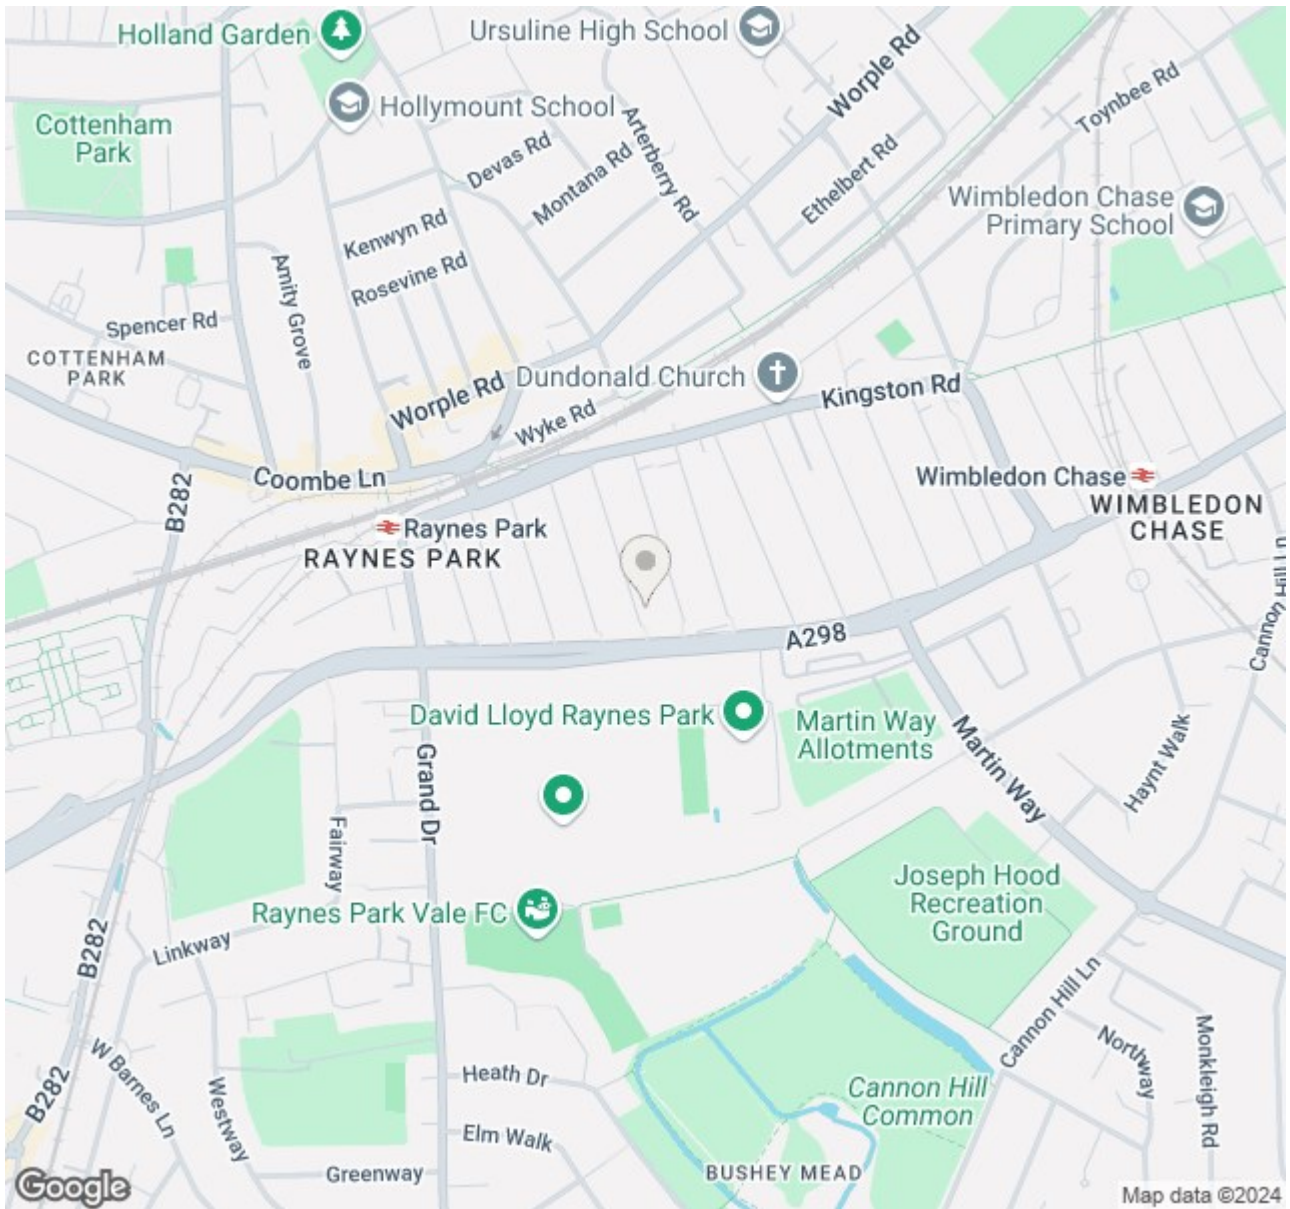 Holland Garden
Ursuline High School
Worple Rd
Hollymount School
Toynbee Rd
Cottenham
Park
Arterberry Rd
Devas Rd
Montana Rd
Ethelbert Rd
Wimbledon Chase
Primary School
Kenwyn Rd
Rosevine Rd
Amity Grove
Spencer Rd
COTTENHAM
PARK
Dundonald Church
Worple Rd
Kingston Rd
Wyke Rd
Coombe Ln
Wimbledon Chase
B282
WIMBLEDON
CHASE
Raynes Park
RAYNES PARK
Cannon Hill Ln
A298
David Lloyd Raynes Park
Martin Way
Allotments
Martin Way
Haynt Walk
Grand Dr
Fairway
Joseph Hood
Recreation
Ground
Raynes Park Vale FC
Linkway
B282
Cannon Hill Ln
Northway
Monkleigh Rd
W Barnes Ln
Westway
Heath Dr
Cannon Hill
Common
B282
Elm Walk
Greenway
BUSHEY MEAD
Google
Map data ©2024